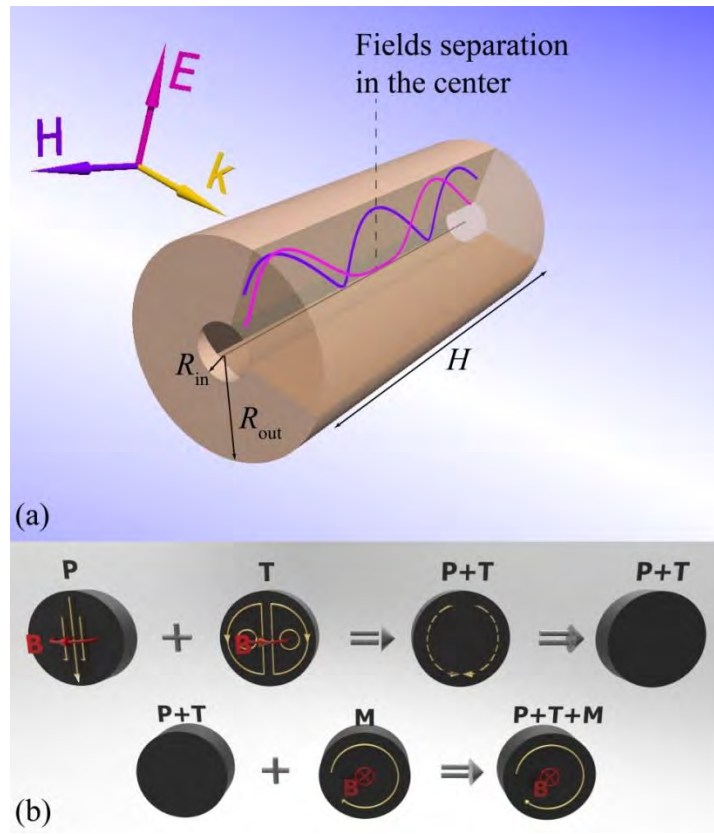 Fields separation
in the center
E
H
k
R_in
H
R_out
(a)
P
T
P+T
P+T
B
+
B
⇒
⇒
P+T
M
P+T+M
+
B
⇒
B
(b)